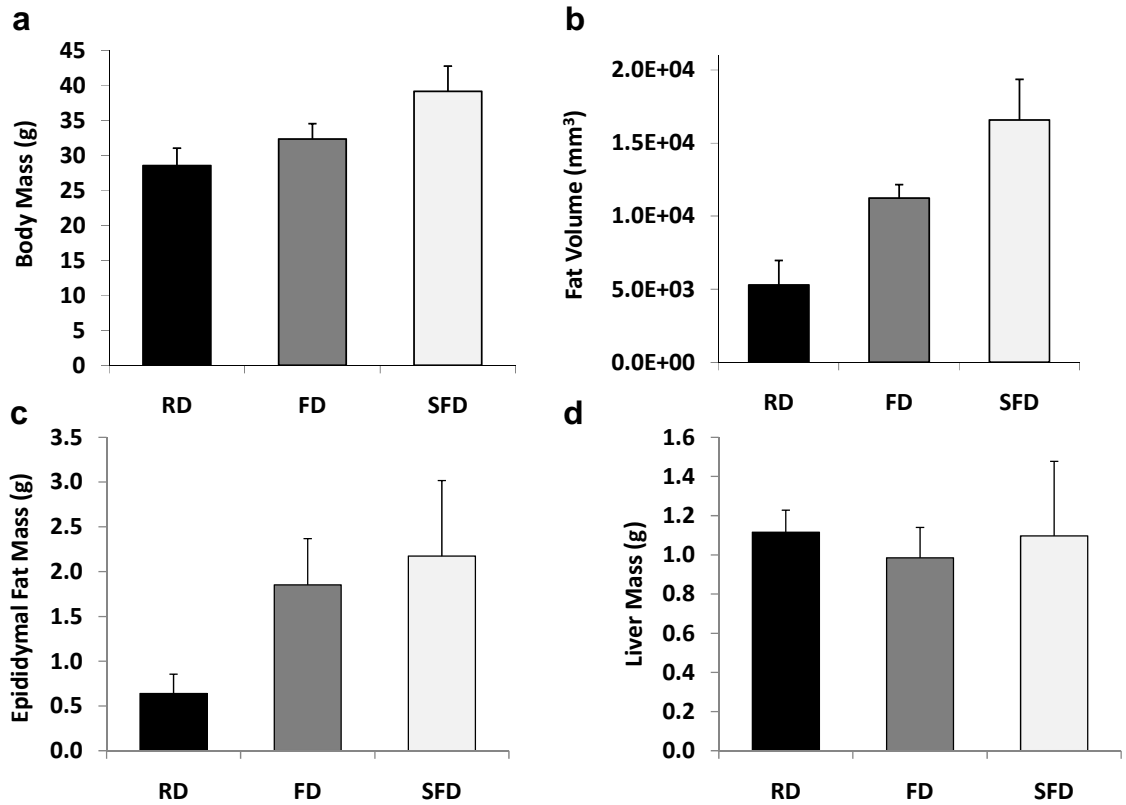 a
Body Mass (g)
45
40
35
30
25
20
15
10
5
0
RD FD SFD
b
Fat Volume (mm³)
2.0E+04
1.5E+04
1.0E+04
5.0E+03
0.0E+00
RD FD SFD
c
Epididymal Fat Mass (g)
3.5
3.0
2.5
2.0
1.5
1.0
0.5
0.0
RD FD SFD
d
Liver Mass (g)
1.6
1.4
1.2
1.0
0.8
0.6
0.4
0.2
0.0
RD FD SFD